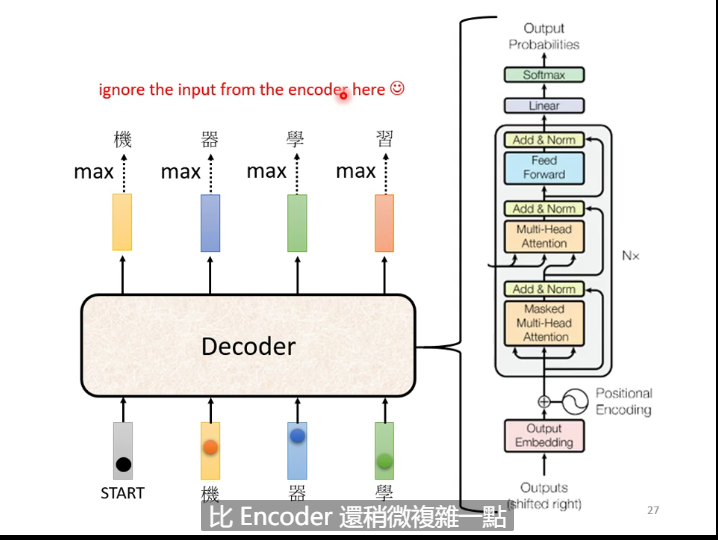 ignore the input from the encoder here ☺
機 器 學 習
max max max max
Decoder
START 機 器 學
Output
Probabilities
Softmax
Linear
Add & Norm
Feed
Forward
Add & Norm
Multi-Head
Attention
N×
Add & Norm
Masked
Multi-Head
Attention
Positional
Encoding
Output
Embedding
Outputs
(shifted right)
27
比 Encoder 還稍微複雜一點